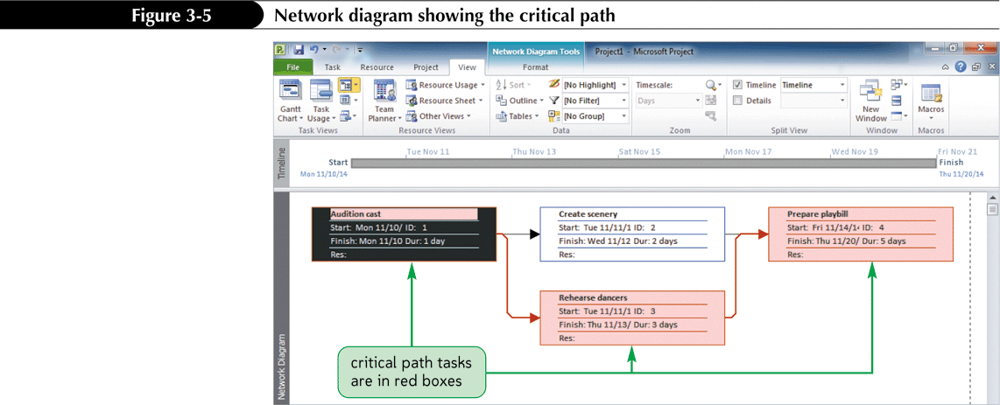 Figure 3-5 Network diagram showing the critical path
Network Diagram Tools Project1 - Microsoft Project
File Task Resource Project View Format
Gantt Chart Task Usage
Task Views
Team Planner
Resource Usage
Resource Sheet
Other Views
Resource Views
Sort
Outline
Tables
[No Highlight]
[No Filter]
[No Group]
Data
Timescale:
Days
Zoom
Timeline Timeline
Details
Split View
New Window
Window
Macros
Macros
Timeline
Tue Nov 11 Thu Nov 13 Sat Nov 15 Mon Nov 17 Wed Nov 19 Fri Nov 21
Start
Mon 11/10/14
Finish
Thu 11/20/14
Network Diagram
Audition cast
Start: Mon 11/10/ ID: 1
Finish: Mon 11/10 Dur: 1 day
Res:
Create scenery
Start: Tue 11/11/1 ID: 2
Finish: Wed 11/12 Dur: 2 days
Res:
Prepare playbill
Start: Fri 11/14/14 ID: 4
Finish: Thu 11/20/ Dur: 5 days
Res:
Rehearse dancers
Start: Tue 11/11/1 ID: 3
Finish: Thu 11/13/ Dur: 3 days
Res:
critical path tasks
are in red boxes